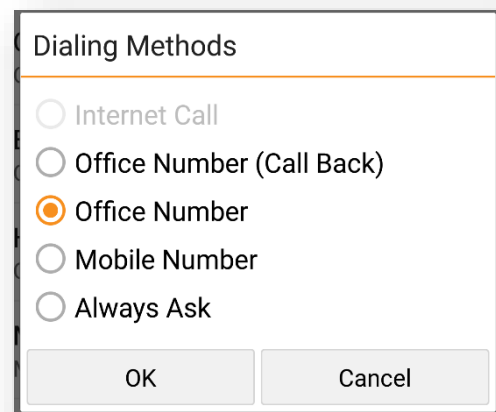 Dialing Methods
Internet Call
Office Number (Call Back)
Office Number
Mobile Number
Always Ask
OK
Cancel